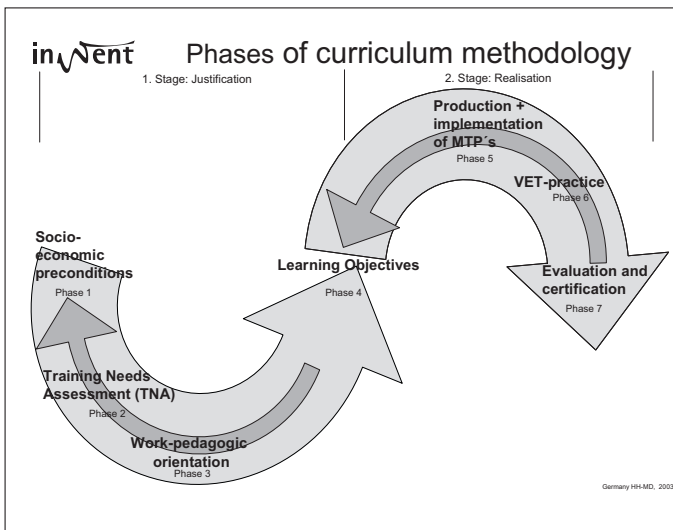 inWent
Phases of curriculum methodology
1. Stage: Justification
2. Stage: Realisation
Socio-
economic
preconditions
Phase 1
Training Needs
Assessment (TNA)
Phase 2
Work-pedagogic
orientation
Phase 3
Learning Objectives
Phase 4
Production +
implementation
of MTP´s
Phase 5
VET-practice
Phase 6
Evaluation and
certification
Phase 7
Germany HH-MD, 2003